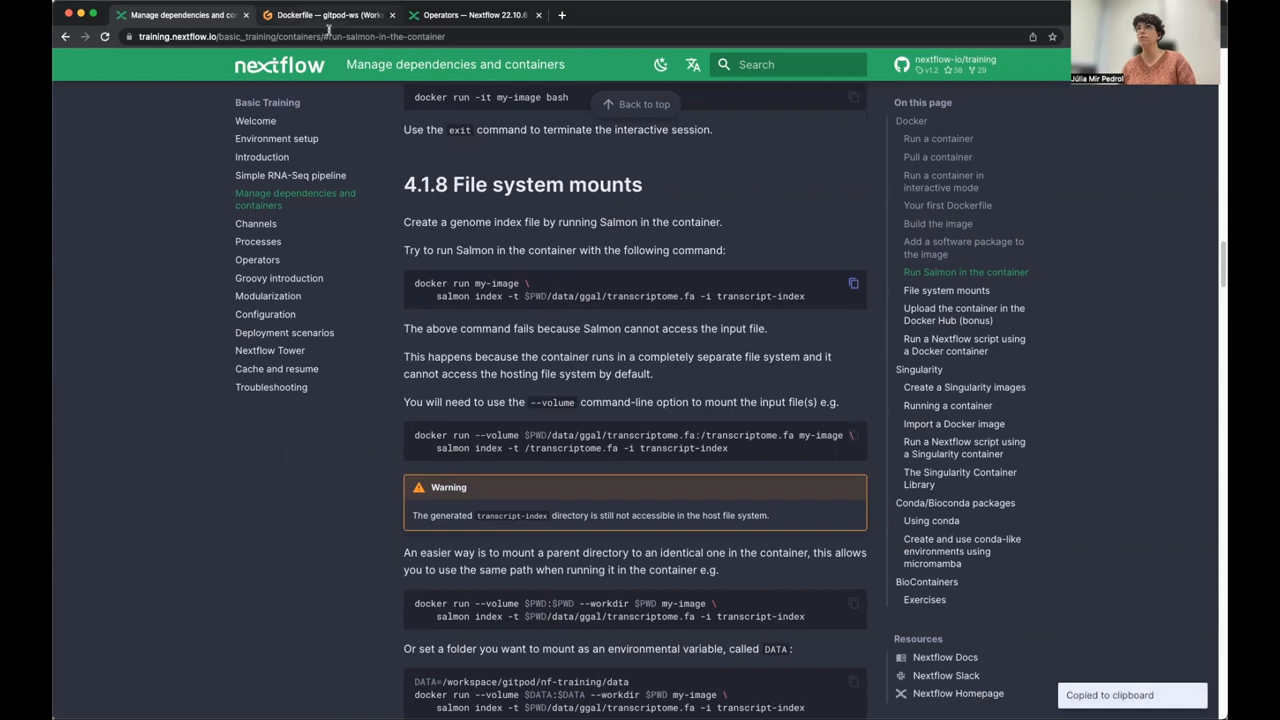 Manage dependencies and co
Dockerfile — gitpod-ws (Works
Operators — Nextflow 22.10.6
training.nextflow.io/basic_training/containers/#run-salmon-in-the-container
nextflow
Manage dependencies and containers
Search
nextflow-io/training
v1.2 38 29
Júlia Mir Pedrol
Basic Training
Welcome
Environment setup
Introduction
Simple RNA-Seq pipeline
Manage dependencies and
containers
Channels
Processes
Operators
Groovy introduction
Modularization
Configuration
Deployment scenarios
Nextflow Tower
Cache and resume
Troubleshooting
docker run -it my-image bash
Back to top
Use the exit command to terminate the interactive session.
4.1.8 File system mounts
Create a genome index file by running Salmon in the container.
Try to run Salmon in the container with the following command:
docker run my-image \
salmon index -t $PWD/data/ggal/transcriptome.fa -i transcript-index
The above command fails because Salmon cannot access the input file.
This happens because the container runs in a completely separate file system and it
cannot access the hosting file system by default.
You will need to use the --volume command-line option to mount the input file(s) e.g.
docker run --volume $PWD/data/ggal/transcriptome.fa:/transcriptome.fa my-image \
salmon index -t /transcriptome.fa -i transcript-index
Warning
The generated transcript-index directory is still not accessible in the host file system.
An easier way is to mount a parent directory to an identical one in the container, this allows
you to use the same path when running it in the container e.g.
docker run --volume $PWD:$PWD --workdir $PWD my-image \
salmon index -t $PWD/data/ggal/transcriptome.fa -i transcript-index
Or set a folder you want to mount as an environmental variable, called DATA:
DATA=/workspace/gitpod/nf-training/data
docker run --volume $DATA:$DATA --workdir $PWD my-image \
salmon index -t $PWD/data/ggal/transcriptome.fa -i transcript-index
On this page
Docker
Run a container
Pull a container
Run a container in
interactive mode
Your first Dockerfile
Build the image
Add a software package to
the image
Run Salmon in the container
File system mounts
Upload the container in the
Docker Hub (bonus)
Run a Nextflow script using
a Docker container
Singularity
Create a Singularity images
Running a container
Import a Docker image
Run a Nextflow script using
a Singularity container
The Singularity Container
Library
Conda/Bioconda packages
Using conda
Create and use conda-like
environments using
micromamba
BioContainers
Exercises
Resources
Nextflow Docs
Nextflow Slack
Nextflow Homepage
Copied to clipboard